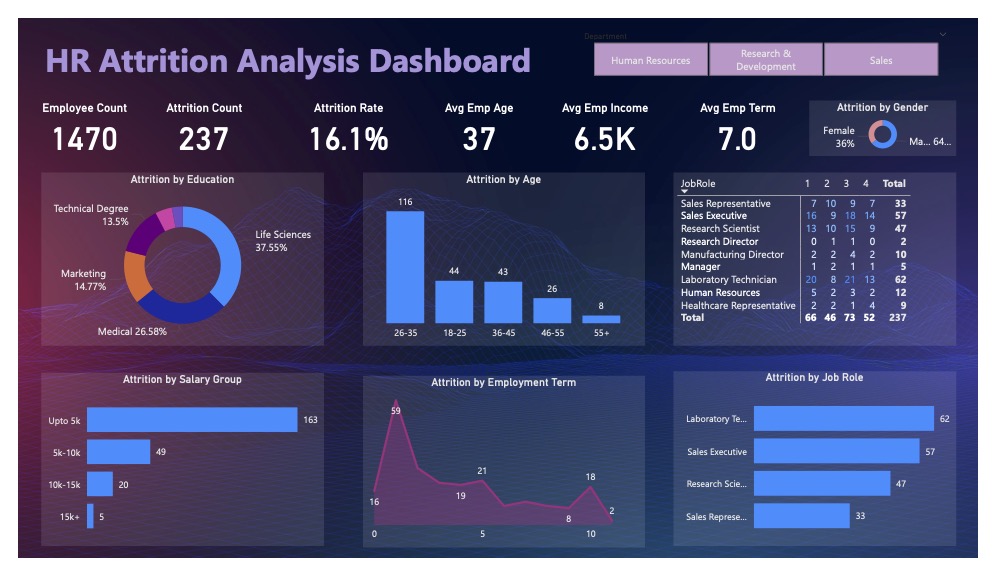 Department
HR Attrition Analysis Dashboard
Human Resources
Research &
Development
Sales
Employee Count
1470
Attrition Count
237
Attrition Rate
16.1%
Avg Emp Age
37
Avg Emp Income
6.5K
Avg Emp Term
7.0
Attrition by Gender
Female
36%
Ma... 64...
Attrition by Education
Technical Degree
13.5%
Life Sciences
37.55%
Marketing
14.77%
Medical 26.58%
Attrition by Age
116
44
43
26
8
26-35 18-25 36-45 46-55 55+
JobRole 1 2 3 4 Total
Sales Representative 7 10 9 7 33
Sales Executive 16 9 18 14 57
Research Scientist 13 10 15 9 47
Research Director 0 1 1 0 2
Manufacturing Director 2 2 4 2 10
Manager 1 2 1 1 5
Laboratory Technician 20 8 21 13 62
Human Resources 5 2 3 2 12
Healthcare Representative 2 2 1 4 9
Total 66 46 73 52 237
Attrition by Salary Group
Upto 5k 163
5k-10k 49
10k-15k 20
15k+ 5
Attrition by Employment Term
59
16
19
21
8
18
2
0 5 10
Attrition by Job Role
Laboratory Te... 62
Sales Executive 57
Research Scie... 47
Sales Represe... 33